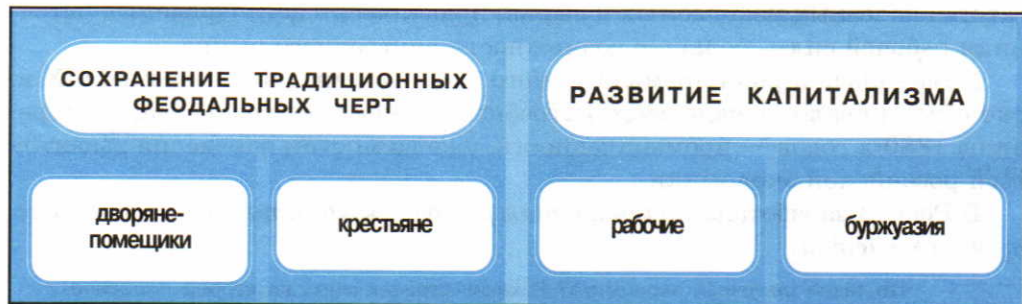 СОХРАНЕНИЕ ТРАДИЦИОННЫХ
ФЕОДАЛЬНЫХ ЧЕРТ
РАЗВИТИЕ КАПИТАЛИЗМА
дворяне-
помещики
крестьяне
рабочие
буржуазия